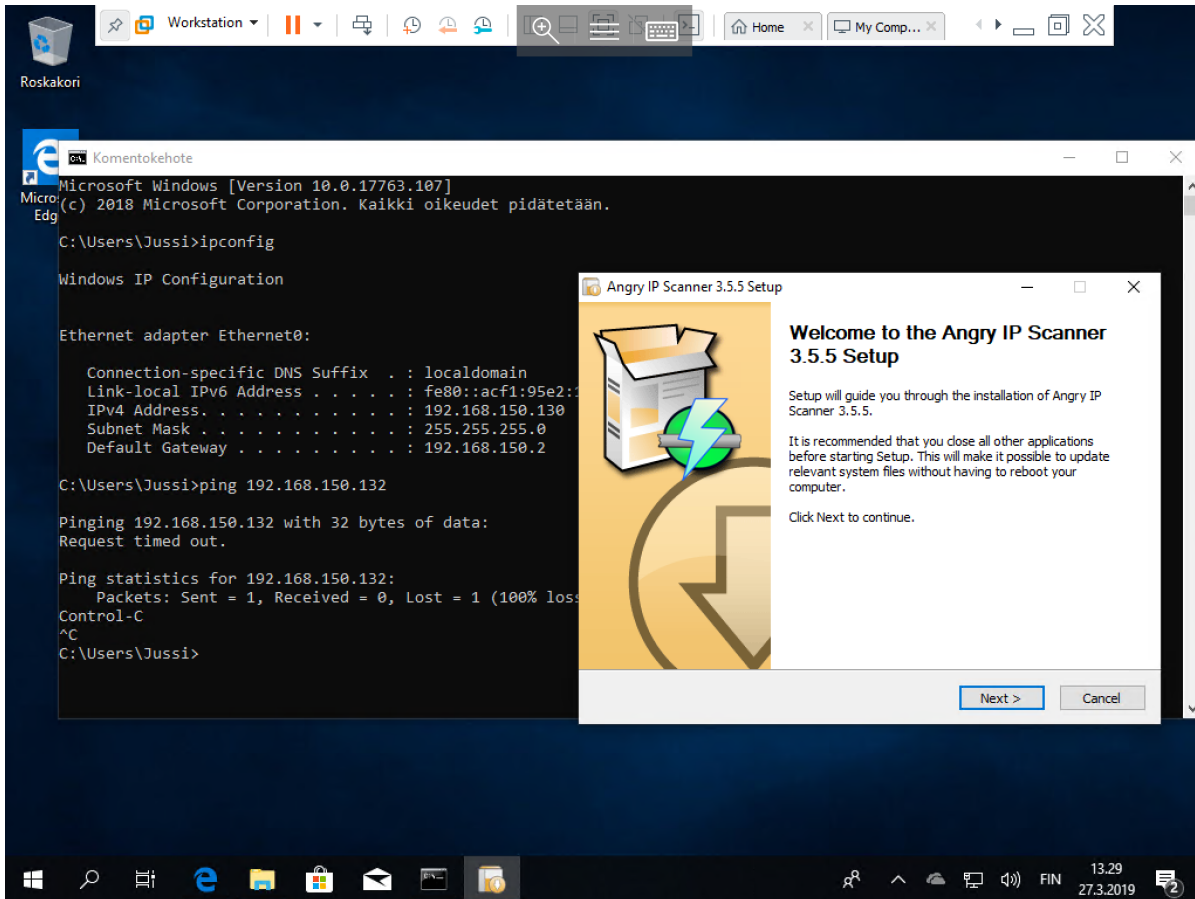 Workstation
Home
My Comp...
Roskakori
Micro
Edg
Komentokehote
Microsoft Windows [Version 10.0.17763.107]
(c) 2018 Microsoft Corporation. Kaikki oikeudet pidätetään.
C:\Users\Jussi>ipconfig
Windows IP Configuration
Ethernet adapter Ethernet0:
Connection-specific DNS Suffix . : localdomain
Link-local IPv6 Address . . . . . : fe80::acf1:95e2:1
IPv4 Address. . . . . . . . . . . : 192.168.150.130
Subnet Mask . . . . . . . . . . . : 255.255.255.0
Default Gateway . . . . . . . . . : 192.168.150.2
C:\Users\Jussi>ping 192.168.150.132
Pinging 192.168.150.132 with 32 bytes of data:
Request timed out.
Ping statistics for 192.168.150.132:
Packets: Sent = 1, Received = 0, Lost = 1 (100% loss
Control-C
^C
C:\Users\Jussi>
Angry IP Scanner 3.5.5 Setup
Welcome to the Angry IP Scanner
3.5.5 Setup
Setup will guide you through the installation of Angry IP
Scanner 3.5.5.
It is recommended that you close all other applications
before starting Setup. This will make it possible to update
relevant system files without having to reboot your
computer.
Click Next to continue.
Next >
Cancel
FIN
13.29
27.3.2019
2